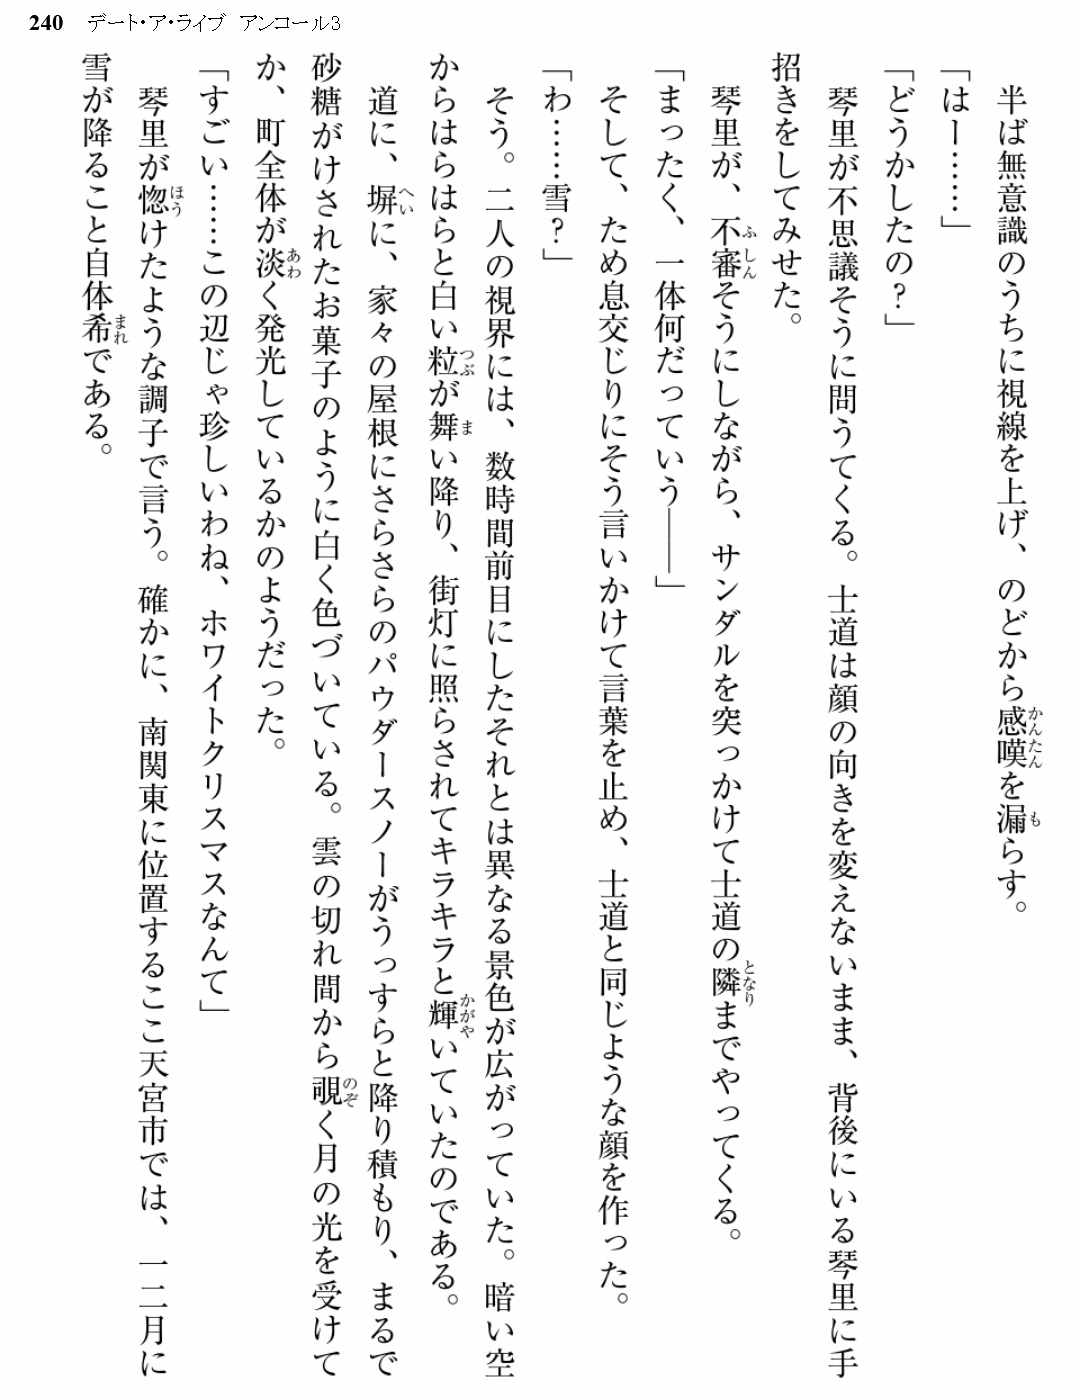 240 デート・ア・ライブ アンコール3
半ば無意識のうちに視線を上げ、のどから感嘆を漏らす。
「はー……」
「どうかしたの？」
琴里が不思議そうに問うてくる。士道は顔の向きを変えないまま、背後にいる琴里に手
招きをしてみせた。
琴里が、不審そうにしながら、サンダルを突っかけて士道の隣までやってくる。
「まったく、一体何だっていう――」
そして、ため息交じりにそう言いかけて言葉を止め、士道と同じような顔を作った。
「わ……雪？」
そう。二人の視界には、数時間前目にしたそれとは異なる景色が広がっていた。暗い空
からはらはらと白い粒が舞い降り、街灯に照らされてキラキラと輝いていたのである。
道に、塀に、家々の屋根にさらさらのパウダースノーがうっすらと降り積もり、まるで
砂糖がけされたお菓子のように白く色づいている。雲の切れ間から覗く月の光を受けて
か、町全体が淡く発光しているかのようだった。
「すごい……この辺じゃ珍しいわね、ホワイトクリスマスなんて」
琴里が惚けたような調子で言う。確かに、南関東に位置するここ天宮市では、一二月に
雪が降ること自体希である。